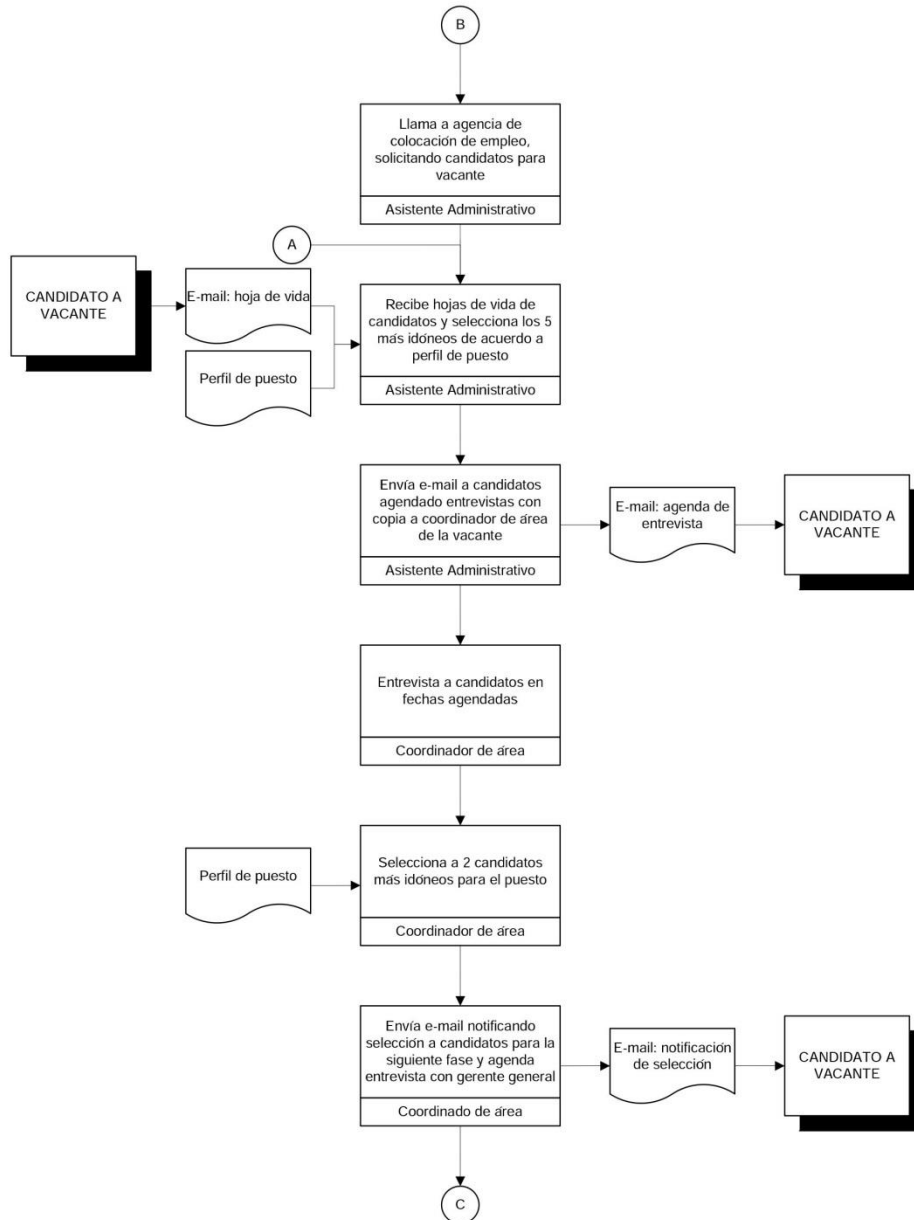 B
Llama a agencia de
colocación de empleo,
solicitando candidatos para
vacante
Asistente Administrativo
A
CANDIDATO A
VACANTE
E-mail: hoja de vida
Perfil de puesto
Recibe hojas de vida de
candidatos y selecciona los 5
más idóneos de acuerdo a
perfil de puesto
Asistente Administrativo
Envía e-mail a candidatos
agendado entrevistas con
copia a coordinador de área
de la vacante
Asistente Administrativo
E-mail: agenda de
entrevista
CANDIDATO A
VACANTE
Entrevista a candidatos en
fechas agendadas
Coordinador de área
Perfil de puesto
Selecciona a 2 candidatos
más idóneos para el puesto
Coordinador de área
Envía e-mail notificando
selección a candidatos para la
siguiente fase y agenda
entrevista con gerente general
Coordinado de área
E-mail: notificación
de selección
CANDIDATO A
VACANTE
C